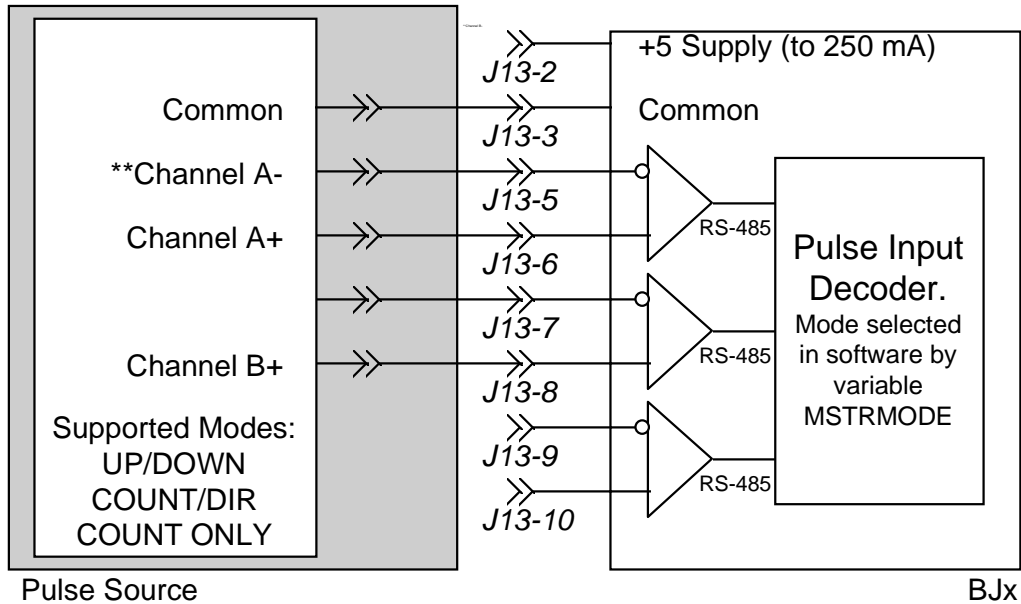 **Channel B-
Common
**Channel A-
Channel A+
Channel B+
Supported Modes:
UP/DOWN
COUNT/DIR
COUNT ONLY
Pulse Source
J13-2
J13-3
J13-5
J13-6
J13-7
J13-8
J13-9
J13-10
+5 Supply (to 250 mA)
Common
RS-485
RS-485
RS-485
Pulse Input
Decoder.
Mode selected
in software by
variable
MSTRMODE
BJx